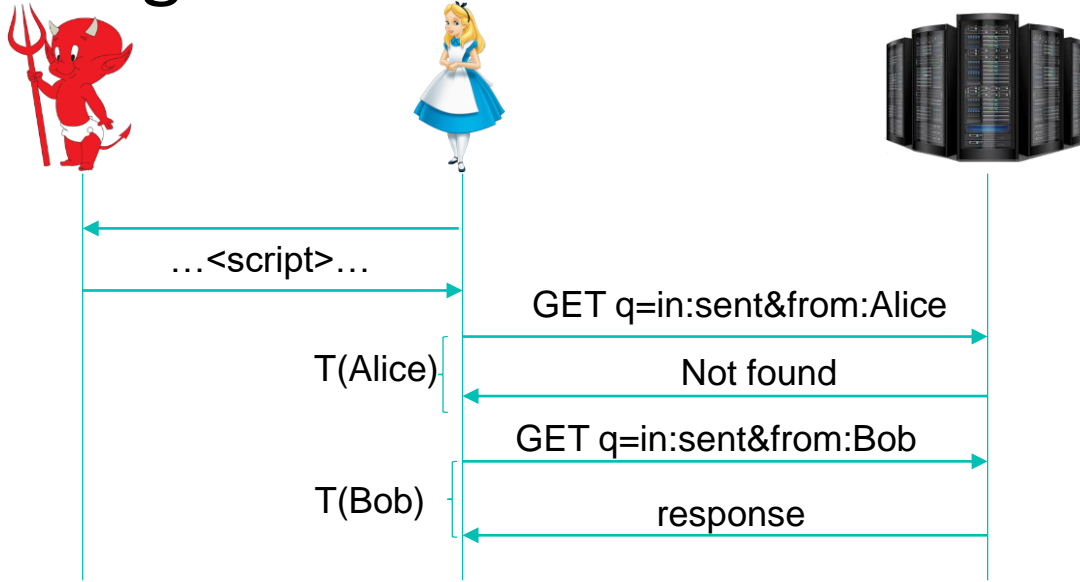 …<script>…
GET q=in:sent&from:Alice
T(Alice)
Not found
GET q=in:sent&from:Bob
T(Bob)
response